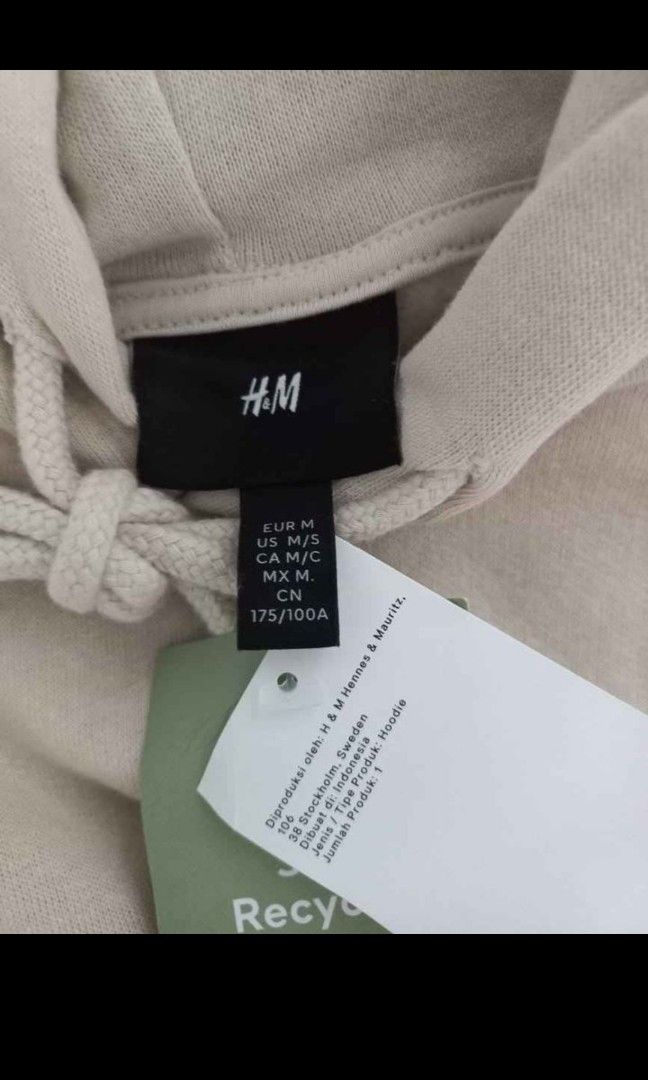 H&M
EUR M
US M/S
CA M/C
MX M.
CN
175/100A
Diproduksi oleh: H & M Hennes & Mauritz,
106
38 Stockholm, Sweden
Dibuat di: Indonesia
Jenis / Tipe Produk: Hoodie
Jumlah Produk: 1